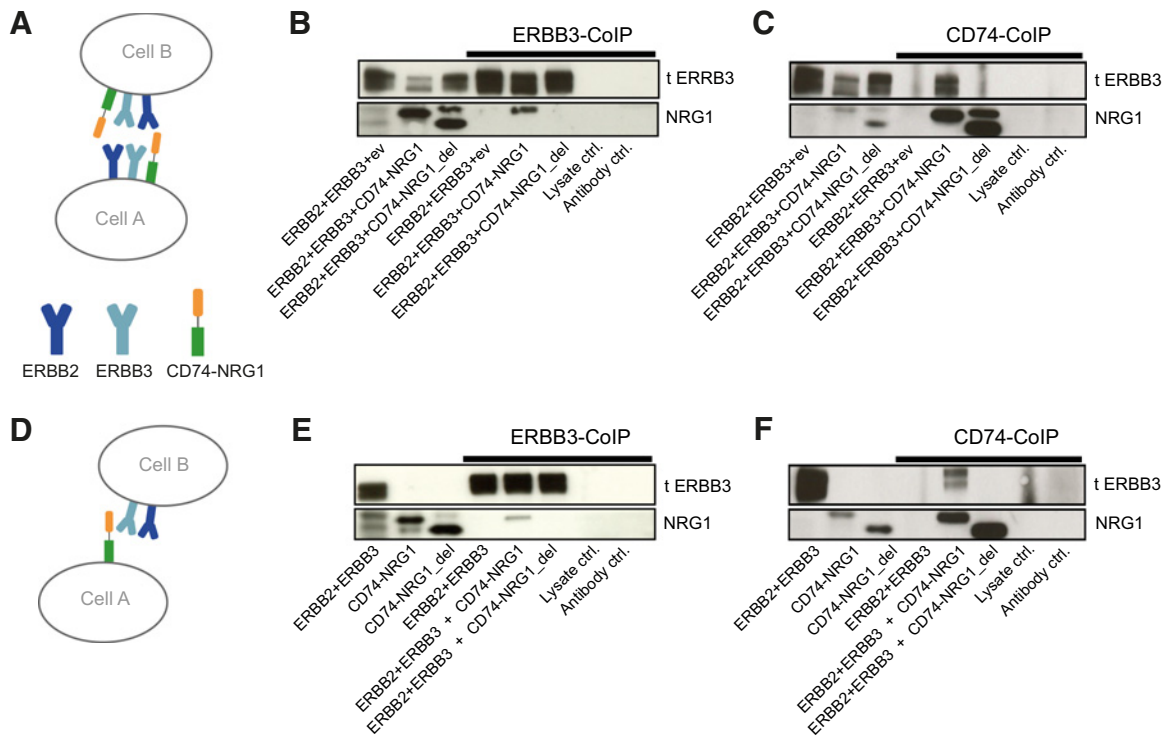 A
Cell B
Cell A
ERBB2
ERBB3
CD74-NRG1
B
ERBB3-CoIP
t ERRB3
NRG1
ERBB2+ERBB3+ev
ERBB2+ERBB3+CD74-NRG1
ERBB2+ERBB3+CD74-NRG1_del
ERBB2+ERBB3+ev
ERBB2+ERBB3+CD74-NRG1
ERBB2+ERBB3+CD74-NRG1_del
Lysate ctrl.
Antibody ctrl.
C
CD74-CoIP
t ERBB3
NRG1
ERBB2+ERBB3+ev
ERBB2+ERBB3+CD74-NRG1
ERBB2+ERBB3+CD74-NRG1_del
ERBB2+ERRB3+ev
ERBB2+ERBB3+CD74-NRG1
ERBB2+ERBB3+CD74-NRG1_del
Lysate ctrl.
Antibody ctrl.
D
Cell B
Cell A
E
ERBB3-CoIP
t ERBB3
NRG1
ERBB2+ERBB3
CD74-NRG1
CD74-NRG1_del
ERBB2+ERBB3
ERBB2+ERBB3 + CD74-NRG1
ERBB2+ERBB3 + CD74-NRG1_del
Lysate ctrl.
Antibody ctrl.
F
CD74-CoIP
t ERBB3
NRG1
ERBB2+ERBB3
CD74-NRG1
CD74-NRG1_del
ERBB2+ERBB3
ERBB2+ERBB3 + CD74-NRG1
ERBB2+ERBB3 + CD74-NRG1_del
Lysate ctrl.
Antibody ctrl.